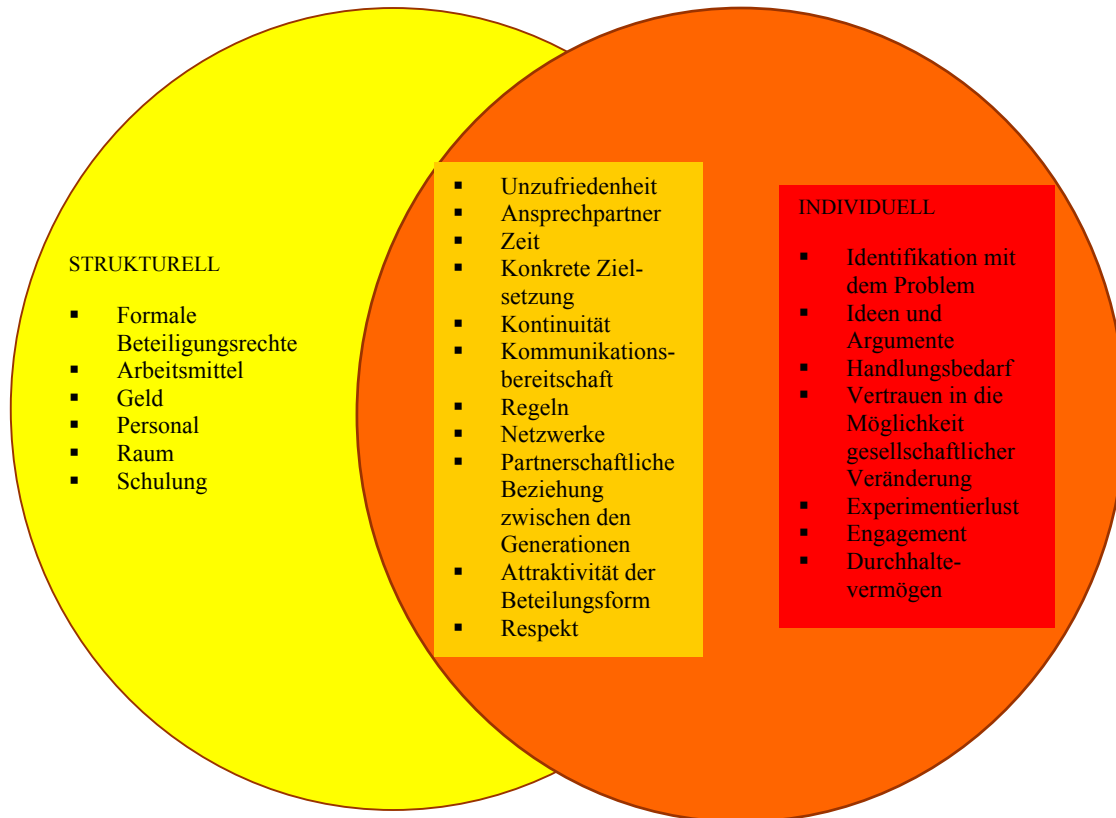 STRUKTURELL
▪ Formale
Beteiligungsrechte
▪ Arbeitsmittel
▪ Geld
▪ Personal
▪ Raum
▪ Schulung
▪ Unzufriedenheit
▪ Ansprechpartner
▪ Zeit
▪ Konkrete Ziel-
setzung
▪ Kontinuität
▪ Kommunikations-
bereitschaft
▪ Regeln
▪ Netzwerke
▪ Partnerschaftliche
Beziehung
zwischen den
Generationen
▪ Attraktivität der
Beteilungsform
▪ Respekt
INDIVIDUELL
▪ Identifikation mit
dem Problem
▪ Ideen und
Argumente
▪ Handlungsbedarf
▪ Vertrauen in die
Möglichkeit
gesellschaftlicher
Veränderung
▪ Experimentierlust
▪ Engagement
▪ Durchhalte-
vermögen